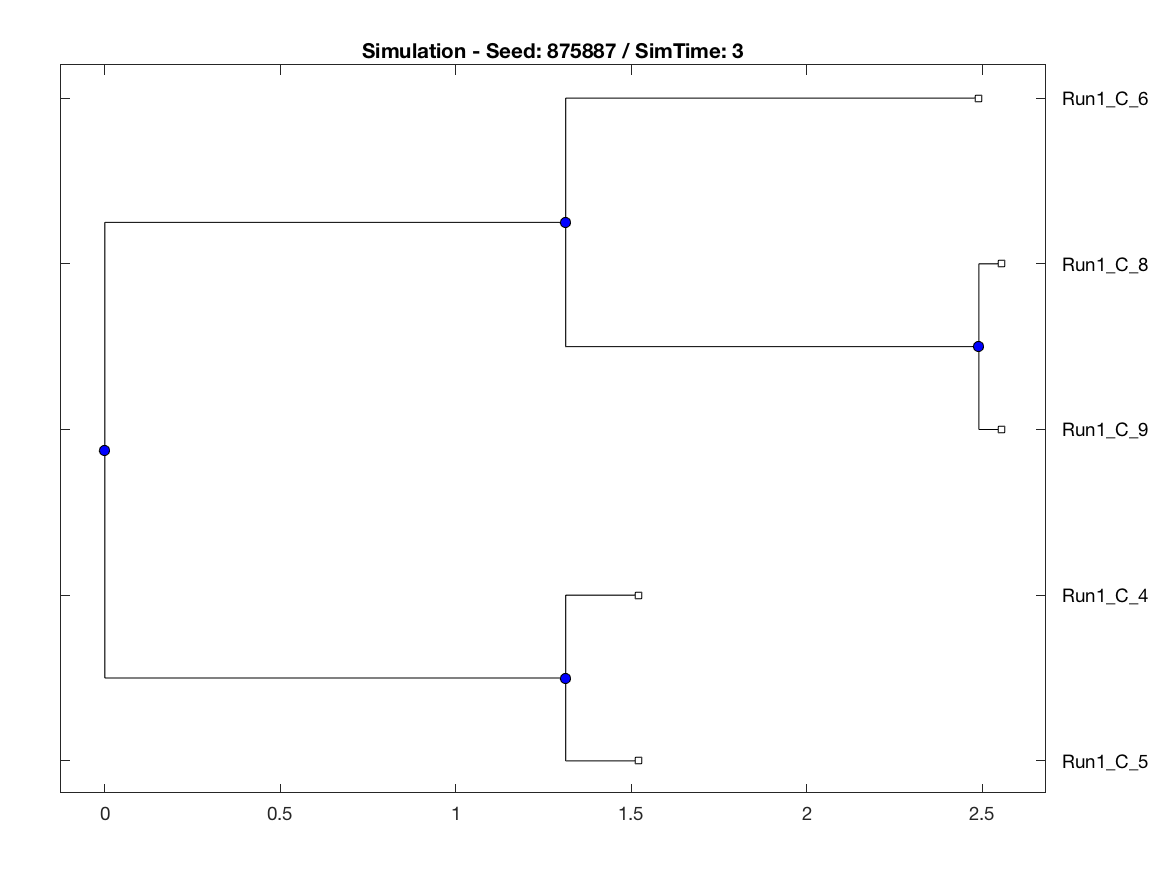 Simulation - Seed: 875887 / SimTime: 3
Run1_C_6
Run1_C_8
Run1_C_9
Run1_C_4
Run1_C_5
0 0.5 1 1.5 2 2.5